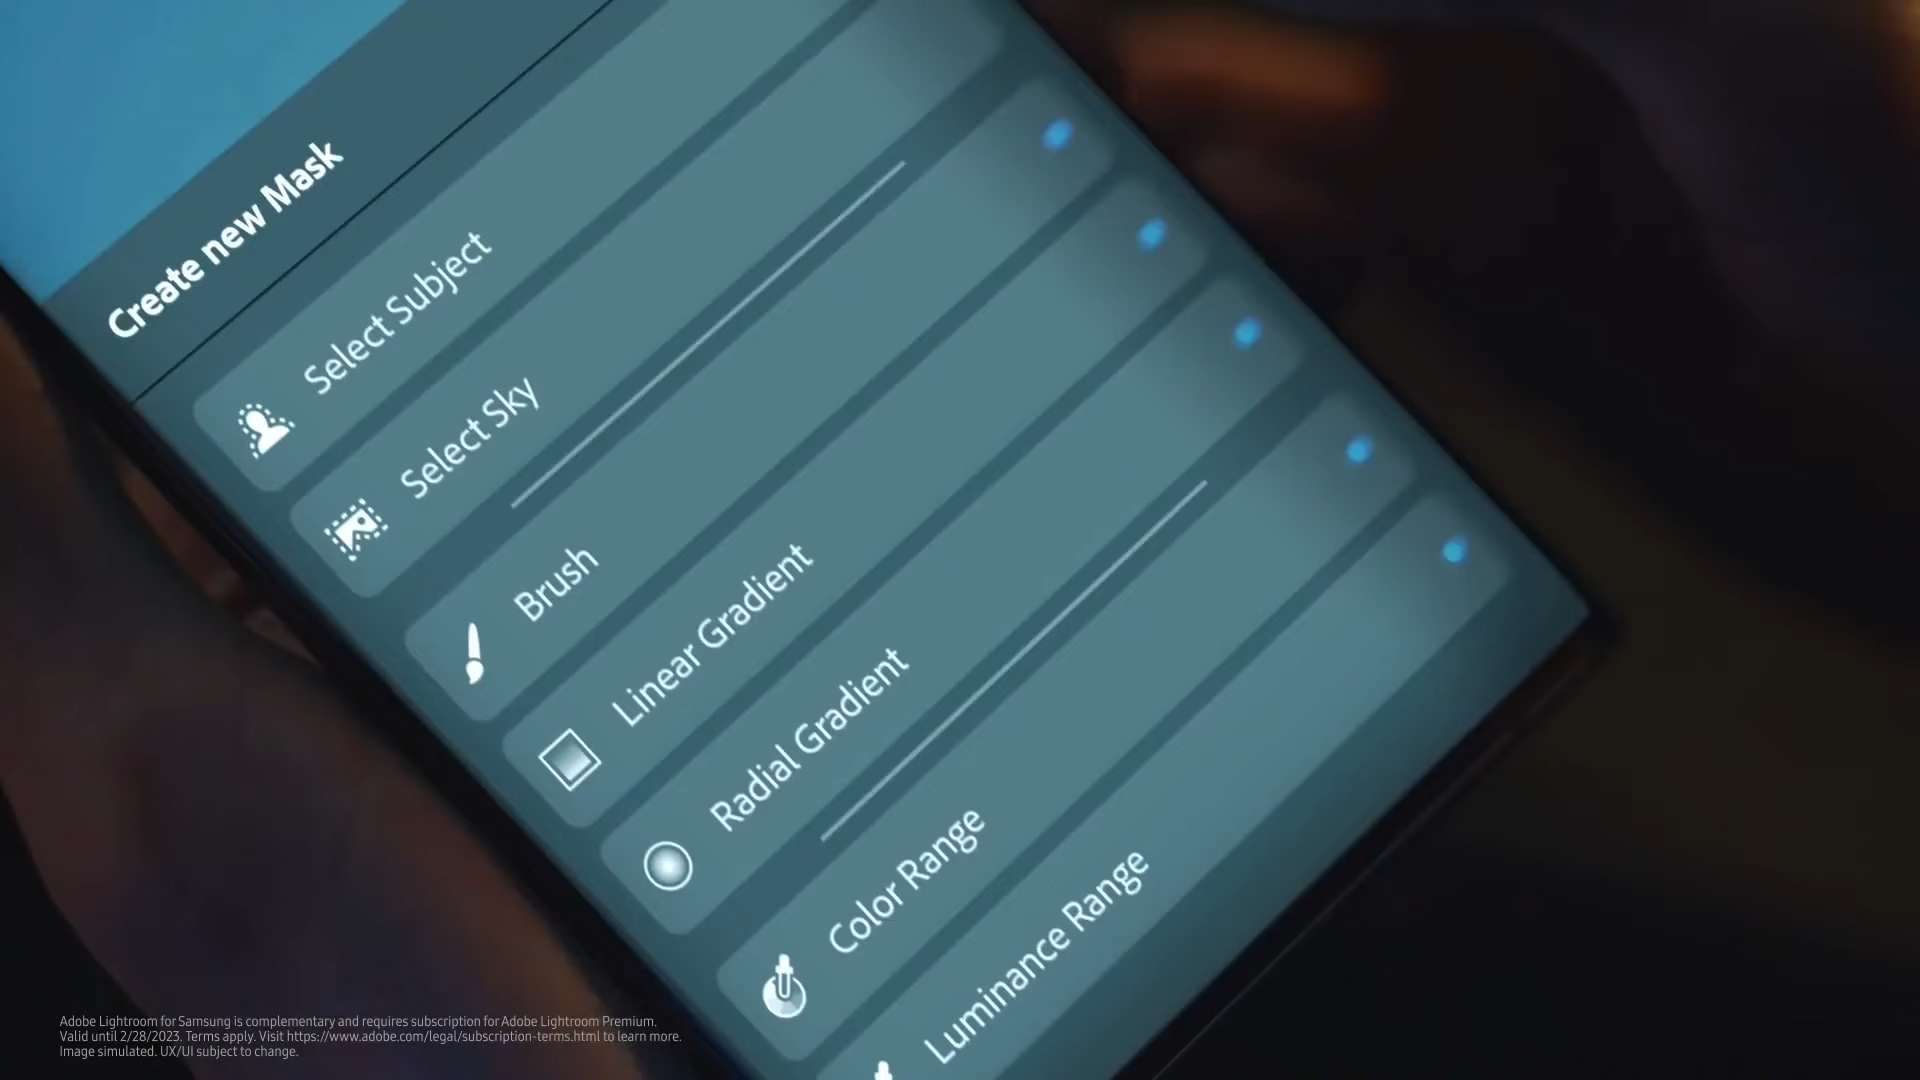 Create new Mask
Select Subject
Select Sky
Brush
Linear Gradient
Radial Gradient
Color Range
Luminance Range
Adobe Lightroom for Samsung is complementary and requires subscription for Adobe Lightroom Premium.
Valid until 2/28/2023. Terms apply. Visit https://www.adobe.com/legal/subscription-terms.html to learn more.
Image simulated. UX/UI subject to change.